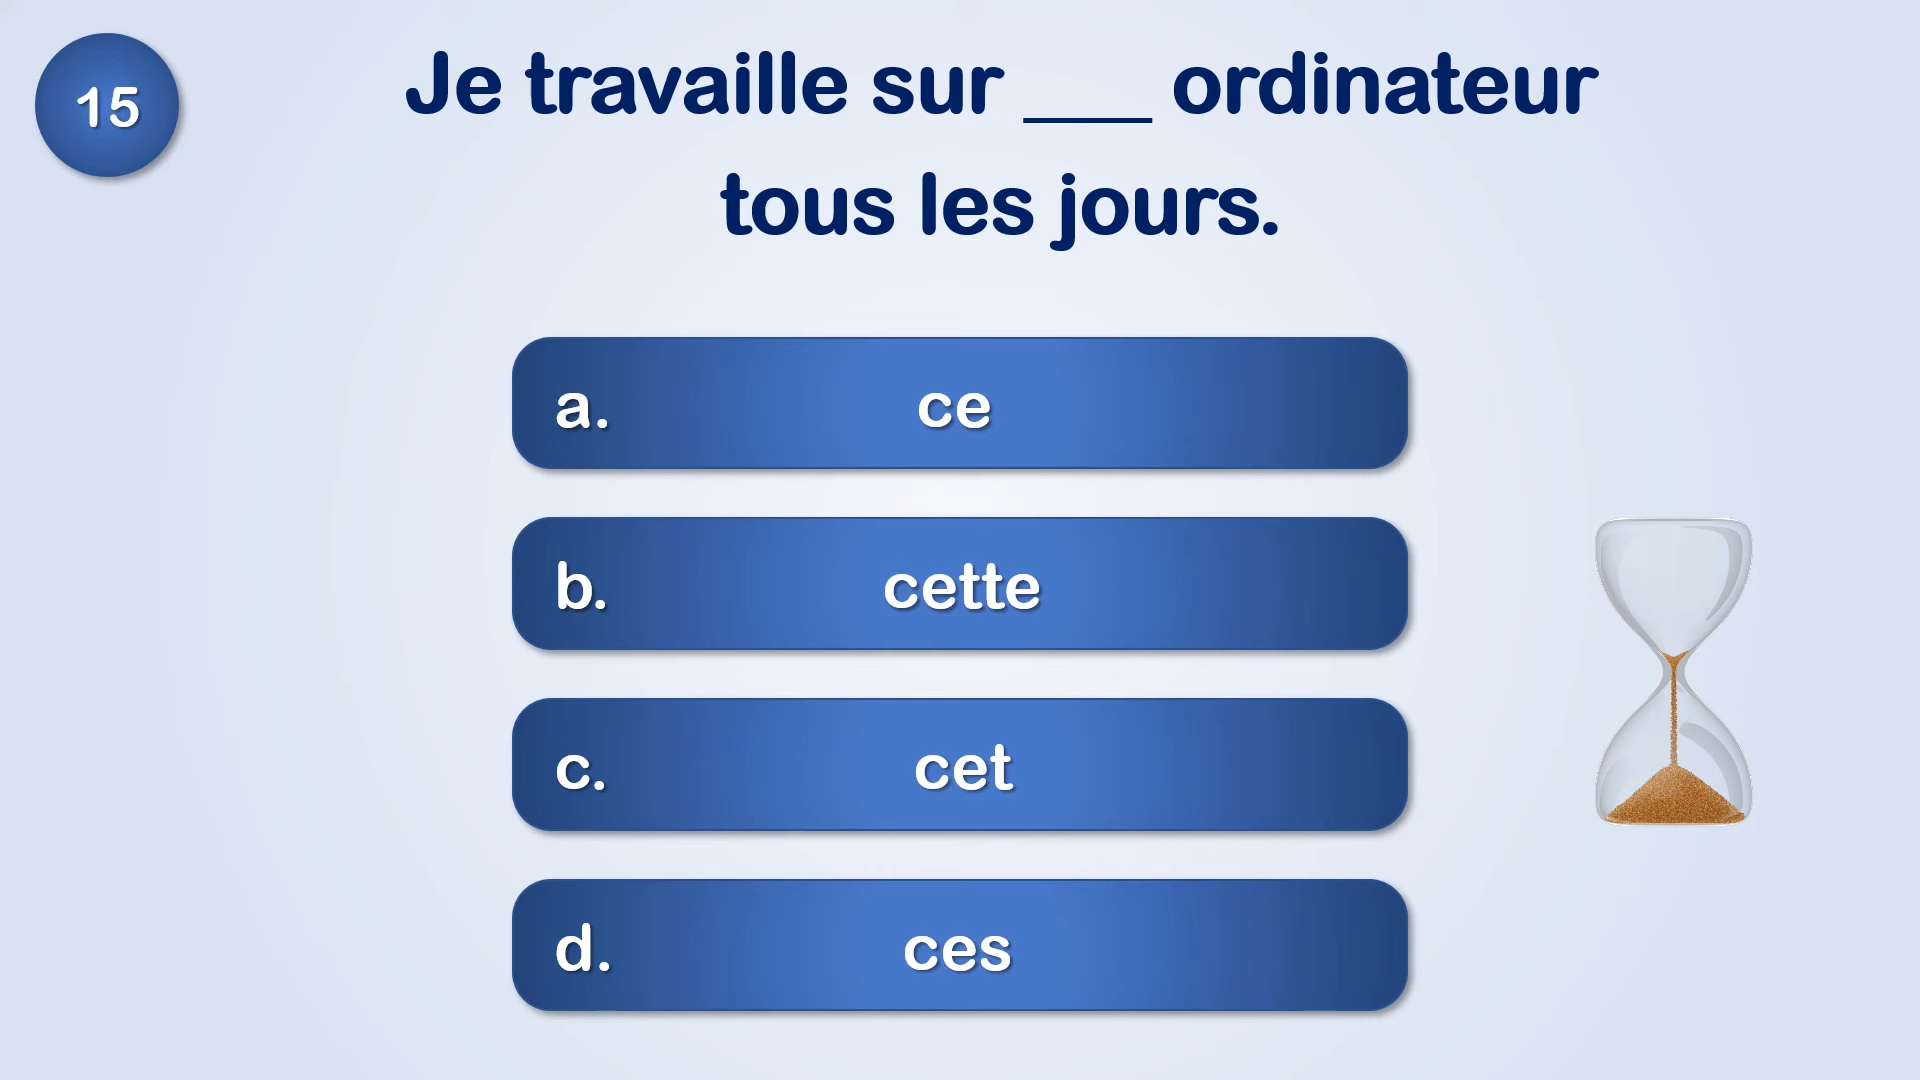 15
Je travaille sur ___ ordinateur
tous les jours.
a. ce
b. cette
c. cet
d. ces